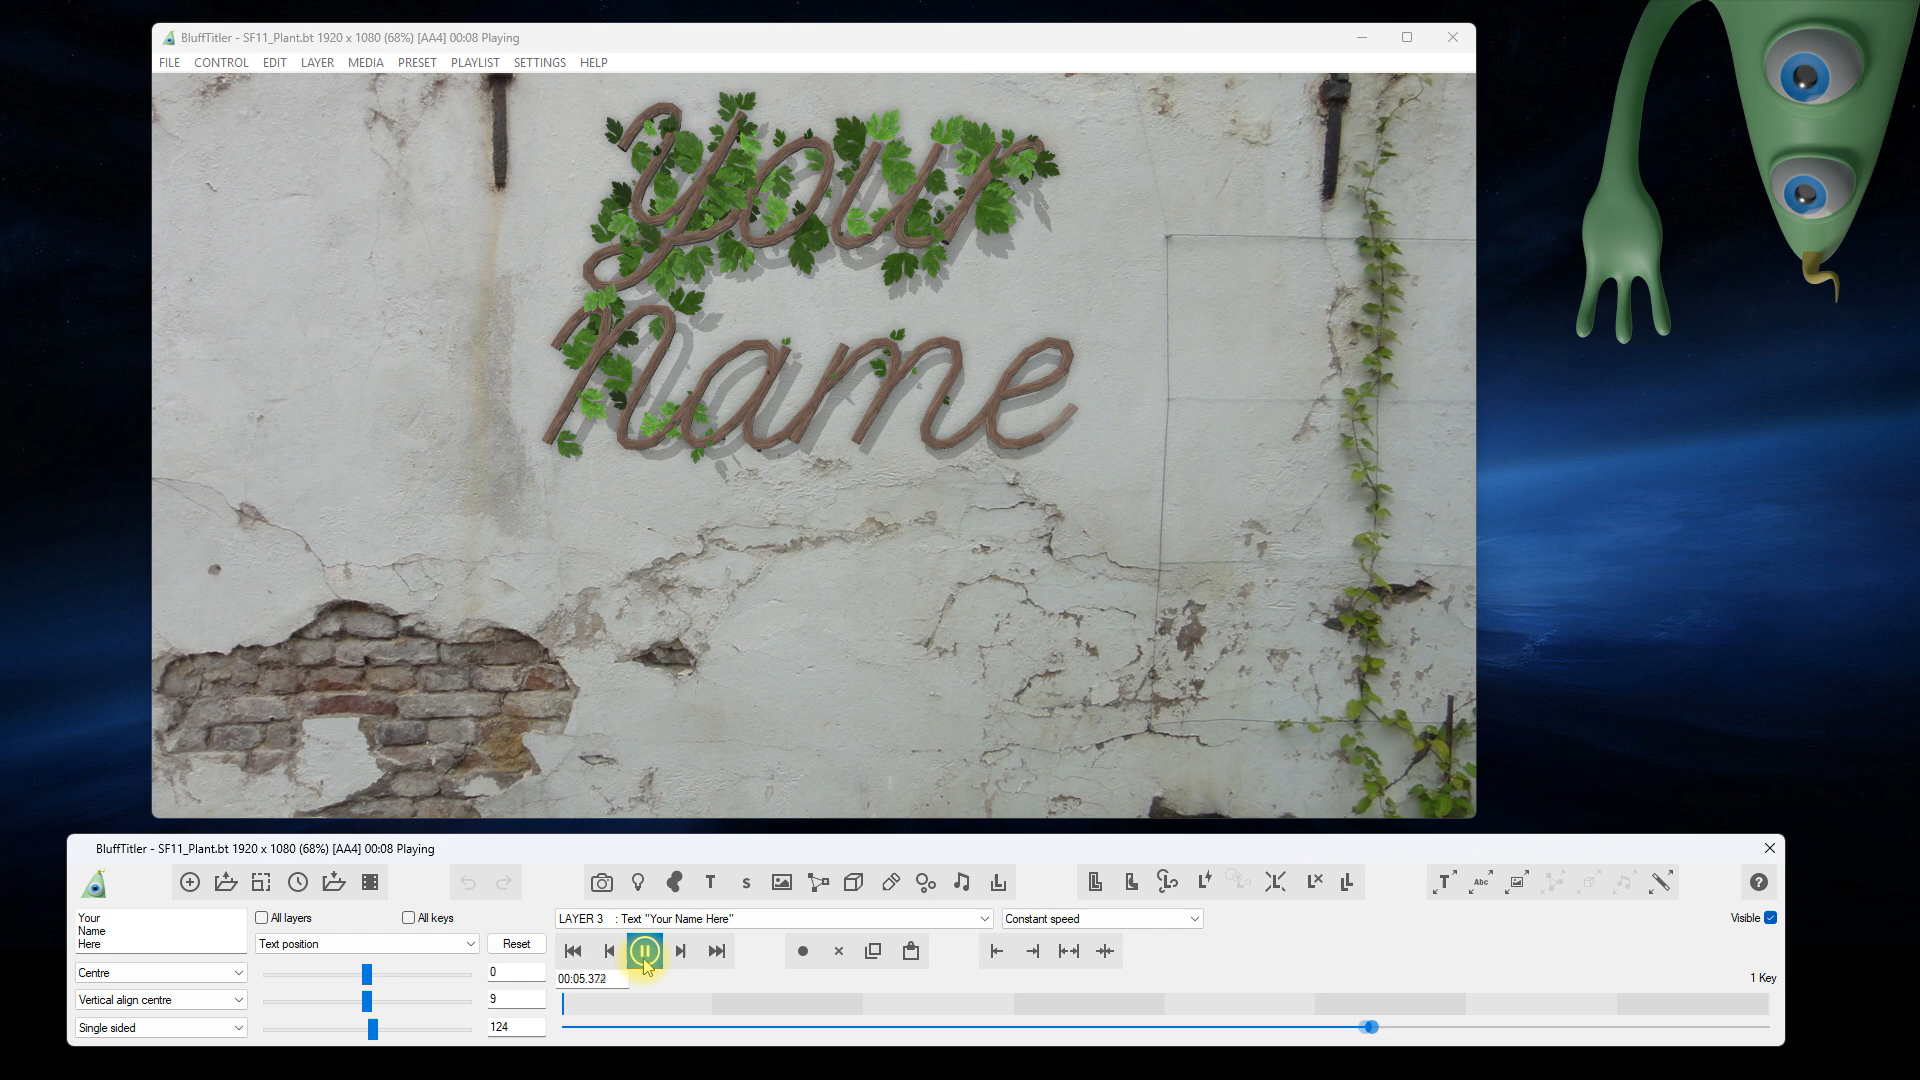 BluffTitler - SF11_Plant.bt 1920 x 1080 (68%) [AA4] 00:08 Playing
FILE CONTROL EDIT LAYER MEDIA PRESET PLAYLIST SETTINGS HELP
Your
Name
BluffTitler - SF11_Plant.bt 1920 x 1080 (68%) [AA4] 00:08 Playing
T S
T Abc
Your
Name
Here
All layers All keys
LAYER 3 : Text "Your Name Here" Constant speed Visible
Text position Reset
Centre 0
00:05.372 1 Key
Vertical align centre 9
Single sided 124